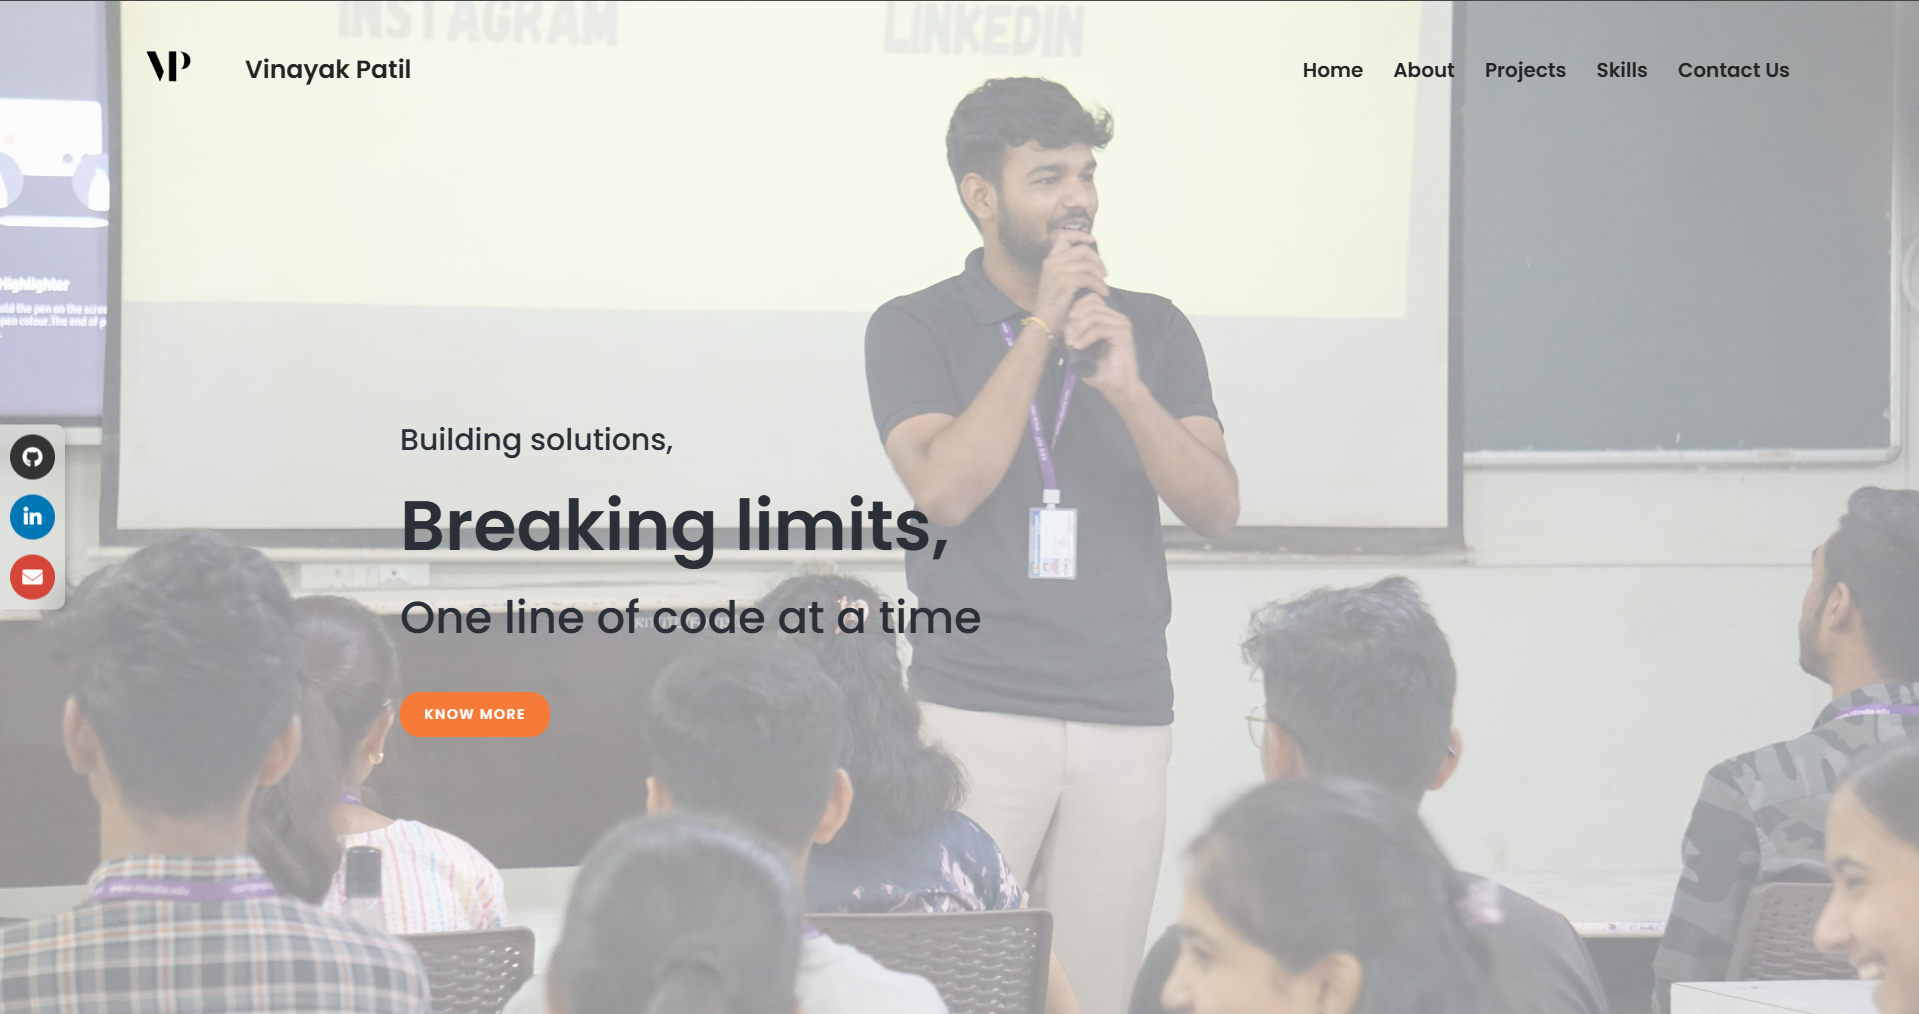 INSTAGRAM
LINKEDIN
VP
Vinayak Patil
Home
About
Projects
Skills
Contact Us
Highlighter
Building solutions,
in
Breaking limits,
One line of code at a time
KNOW MORE